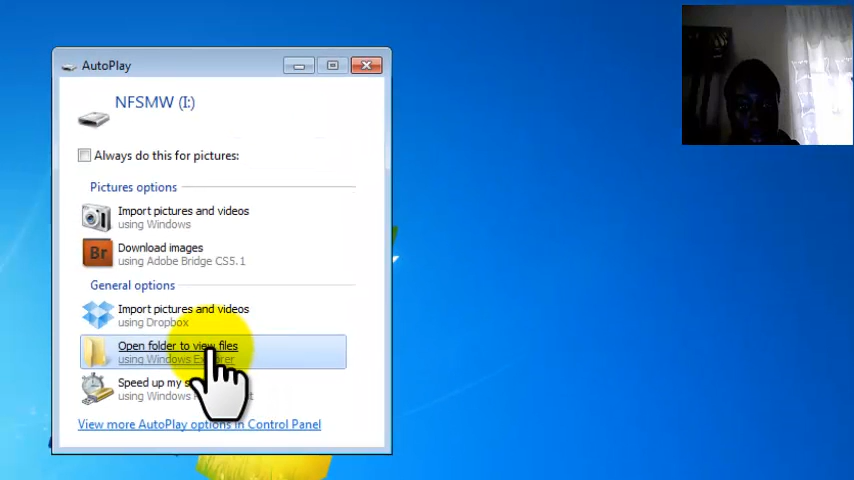 AutoPlay
NFSMW (I:)
Always do this for pictures:
Pictures options
Import pictures and videos
using Windows
Br
Download images
using Adobe Bridge CS5.1
General options
Import pictures and videos
using Dropbox
Open folder to view files
using Windows Explorer
Speed up my
using Windows
View more AutoPlay options in Control Panel